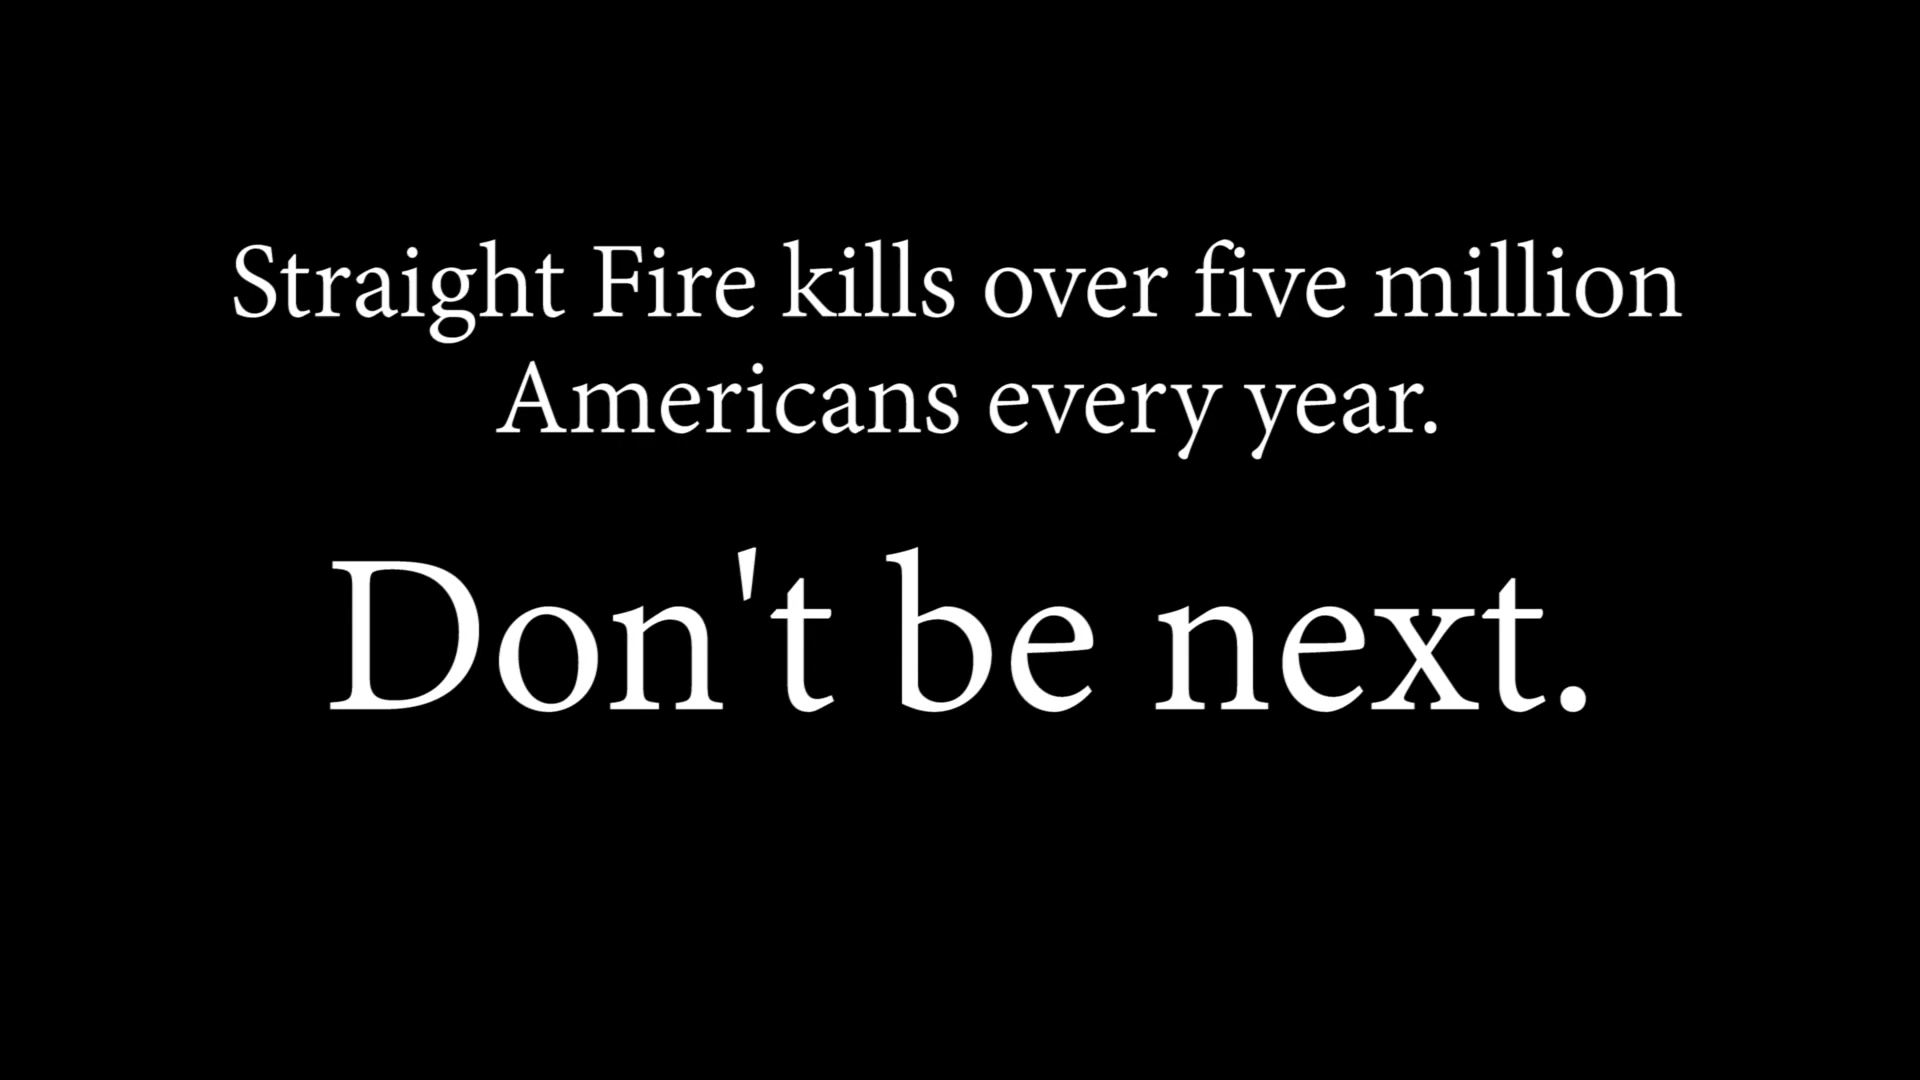 Straight Fire kills over five million
Americans every year.
Don't be next.